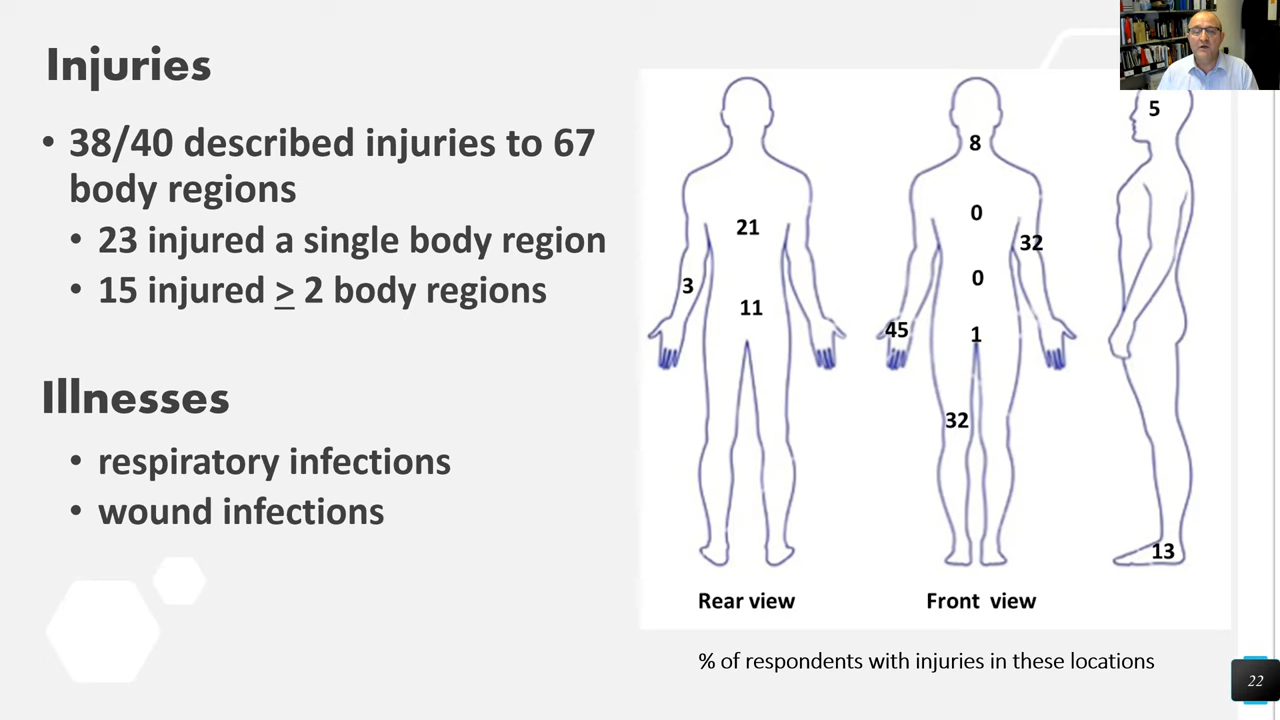 Injuries
• 38/40 described injuries to 67
body regions
• 23 injured a single body region
• 15 injured > 2 body regions
Illnesses
• respiratory infections
• wound infections
21
3
11
Rear view
8
0
32
0
45
1
32
Front view
5
13
% of respondents with injuries in these locations
22